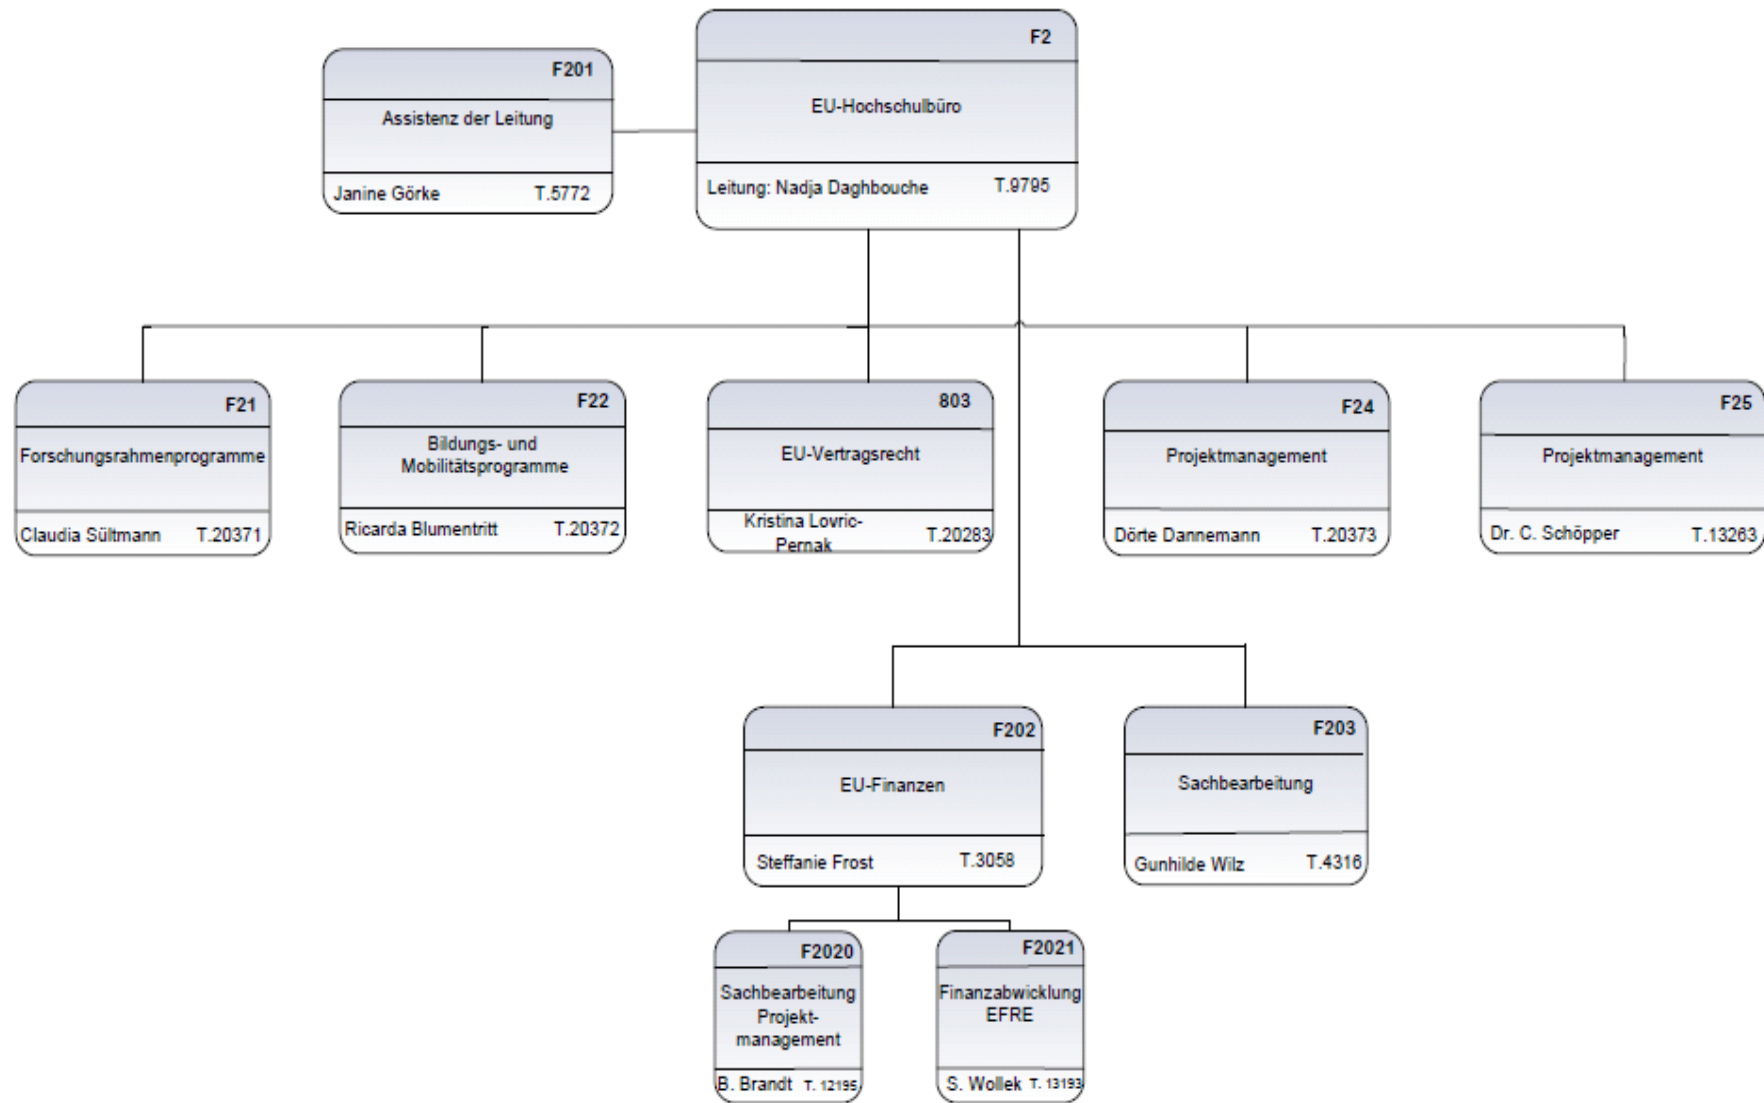 F2
EU-Hochschulbüro
Leitung: Nadja Daghbouche T.9795
F201
Assistenz der Leitung
Janine Görke T.5772
F21
Forschungsrahmenprogramme
Claudia Sültmann T.20371
F22
Bildungs- und
Mobilitätsprogramme
Ricarda Blumentritt T.20372
803
EU-Vertragsrecht
Kristina Lovric-
Pernak T.20283
F24
Projektmanagement
Dörte Dannemann T.20373
F25
Projektmanagement
Dr. C. Schöpper T.13263
F202
EU-Finanzen
Steffanie Frost T.3058
F203
Sachbearbeitung
Gunhilde Wilz T.4316
F2020
Sachbearbeitung
Projekt-
management
B. Brandt T. 12195
F2021
Finanzabwicklung
EFRE
S. Wollek T. 13193